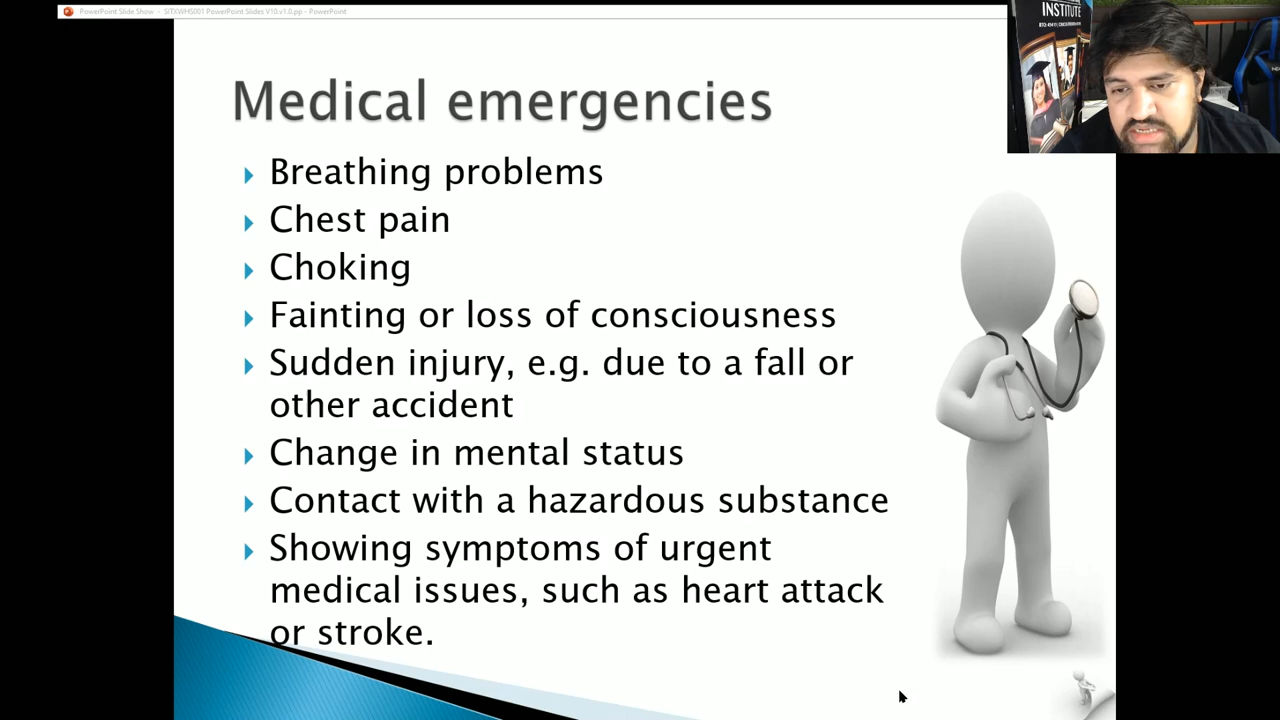 PowerPoint Slide Show - SITXWHS001 PowerPoint Slides V10.v1.0.pp - PowerPoint
INSTITUTE
Medical emergencies
Breathing problems
Chest pain
Choking
Fainting or loss of consciousness
Sudden injury, e.g. due to a fall or
other accident
Change in mental status
Contact with a hazardous substance
Showing symptoms of urgent
medical issues, such as heart attack
or stroke.